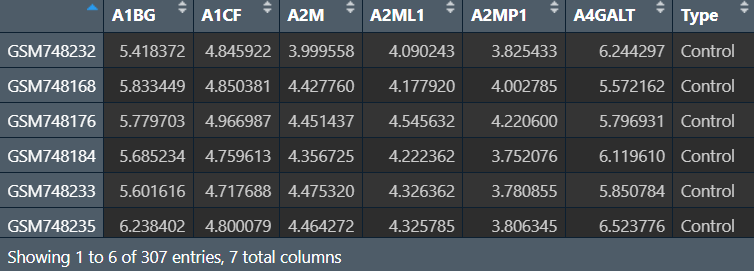 A1BG A1CF A2M A2ML1 A2MP1 A4GALT Type
GSM748232 5.418372 4.845922 3.999558 4.090243 3.825433 6.244297 Control
GSM748168 5.833449 4.850381 4.427760 4.177920 4.002785 5.572162 Control
GSM748176 5.779703 4.966987 4.451437 4.545632 4.220600 5.796931 Control
GSM748184 5.685234 4.759613 4.356725 4.222362 3.752076 6.119610 Control
GSM748233 5.601616 4.717688 4.475320 4.326362 3.780855 5.850784 Control
GSM748235 6.238402 4.800079 4.464272 4.325785 3.806345 6.523776 Control
Showing 1 to 6 of 307 entries, 7 total columns